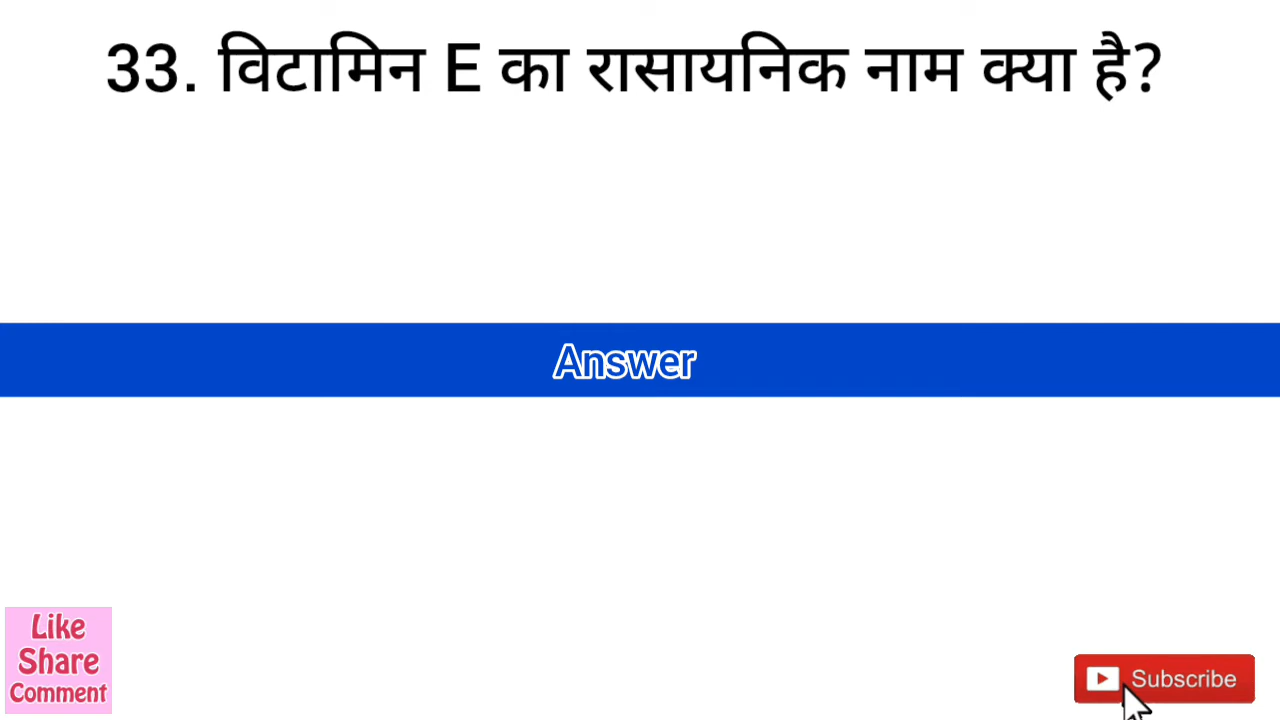 33. विटामिन E का रासायनिक नाम क्या है?
Answer
Like
Share
Comment
Subscribe